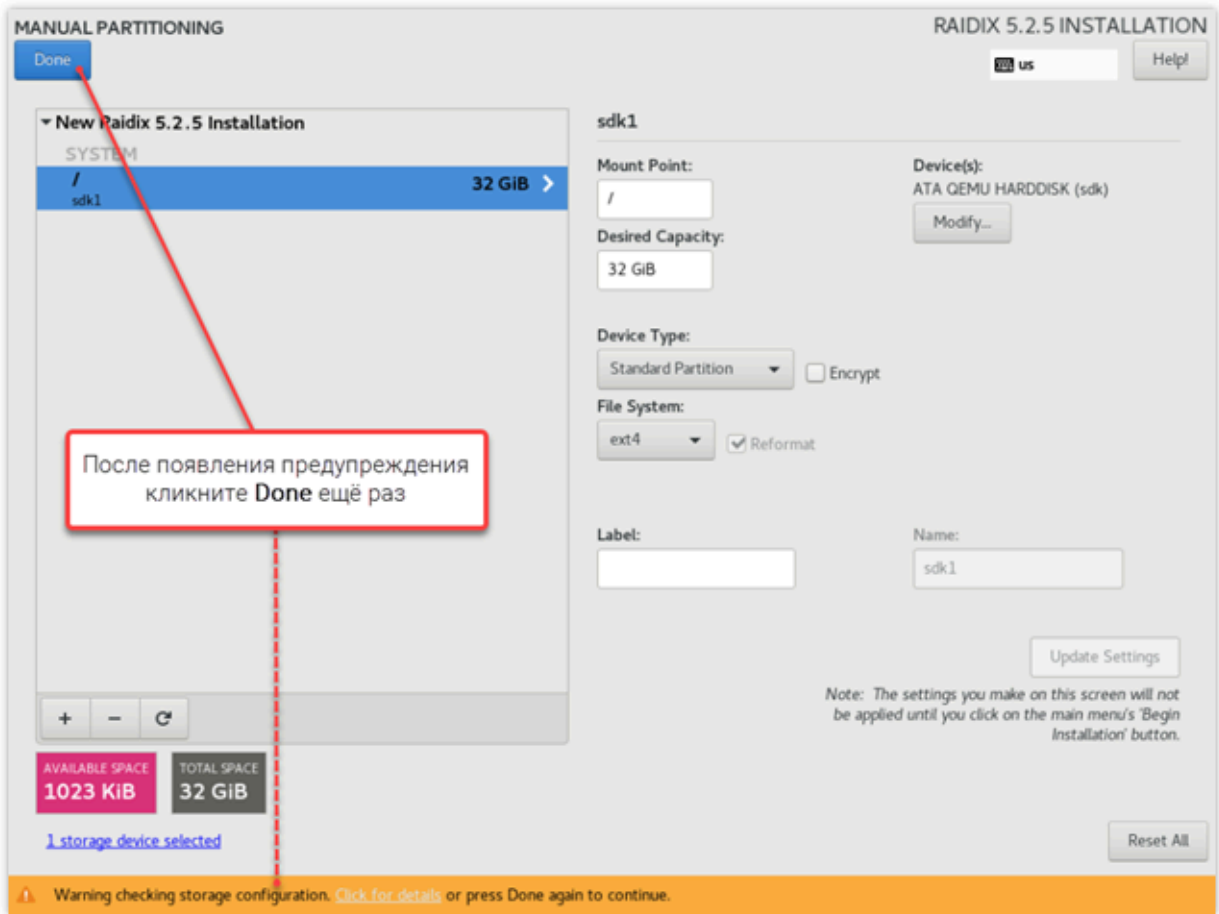 MANUAL PARTITIONING
RAIDIX 5.2.5 INSTALLATION
Done
us
Help!
New Raidix 5.2.5 Installation
SYSTEM
/
32 GiB
sdk1
sdk1
Mount Point:
/
Device(s):
ATA QEMU HARDDISK (sdk)
Modify...
Desired Capacity:
32 GiB
Device Type:
Standard Partition
Encrypt
File System:
ext4
Reformat
После появления предупреждения
кликните Done ещё раз
Label:
Name:
sdk1
Update Settings
Note: The settings you make on this screen will not
be applied until you click on the main menu's 'Begin
Installation' button.
+ − 
AVAILABLE SPACE
1023 KiB
TOTAL SPACE
32 GiB
1 storage device selected
Reset All
Warning checking storage configuration. Click for details or press Done again to continue.